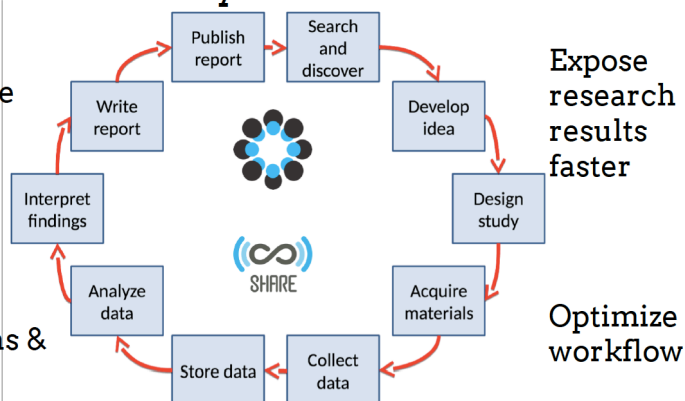 Publish
report
Search
and
discover
Develop
idea
Design
study
Acquire
materials
Collect
data
Store data
Analyze
data
Interpret
findings
Write
report
SHARE
Expose
research
results
faster
Optimize
workflow
&